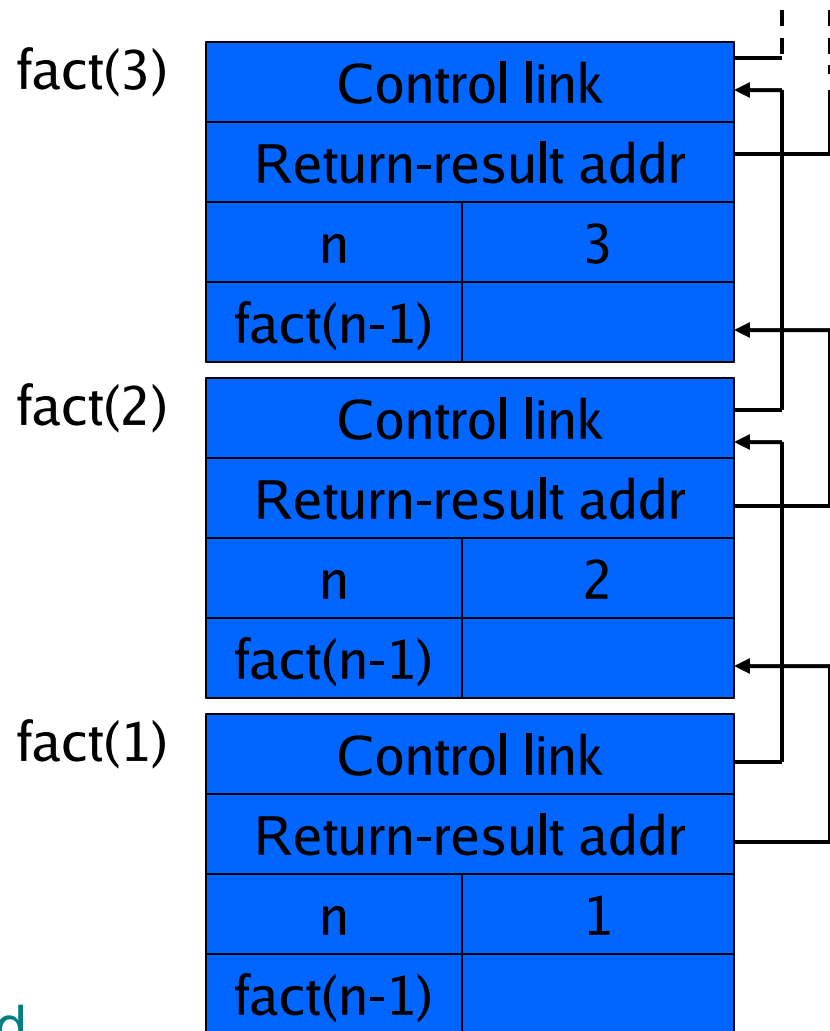 fact(3)
Control link
Return-result addr
n 3
fact(n-1)
fact(2)
Control link
Return-result addr
n 2
fact(n-1)
fact(1)
Control link
Return-result addr
n 1
fact(n-1)
d